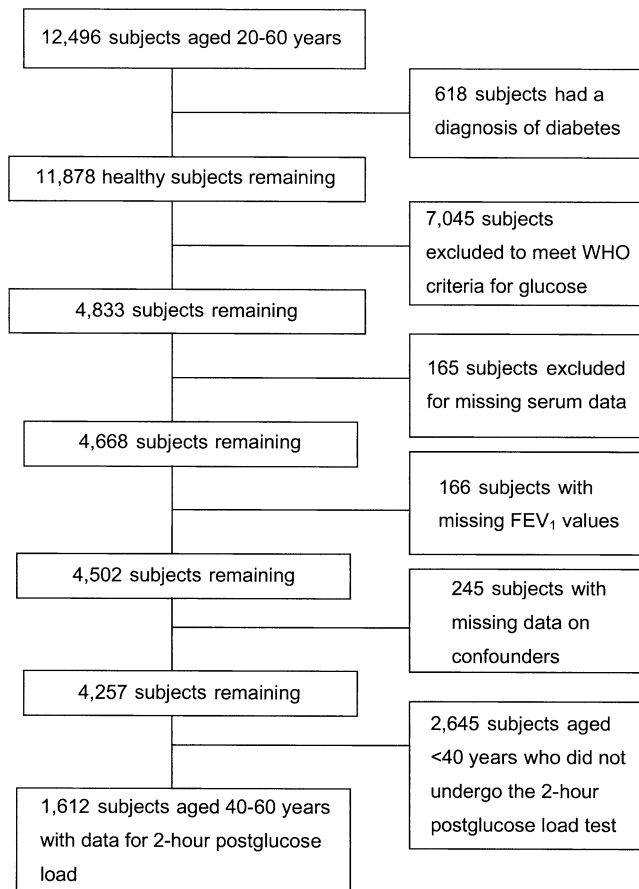 12,496 subjects aged 20-60 years
618 subjects had a
diagnosis of diabetes
11,878 healthy subjects remaining
7,045 subjects
excluded to meet WHO
criteria for glucose
4,833 subjects remaining
165 subjects excluded
for missing serum data
4,668 subjects remaining
166 subjects with
missing FEV₁ values
4,502 subjects remaining
245 subjects with
missing data on
confounders
4,257 subjects remaining
2,645 subjects aged
<40 years who did not
undergo the 2-hour
postglucose load test
1,612 subjects aged 40-60 years
with data for 2-hour postglucose
load